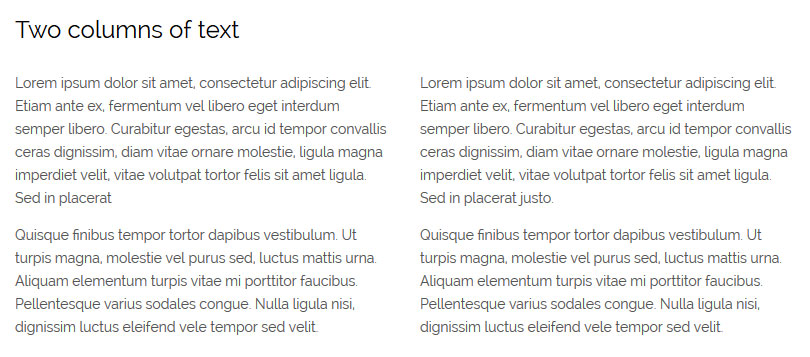 Two columns of text
Lorem ipsum dolor sit amet, consectetur adipiscing elit.
Etiam ante ex, fermentum vel libero eget interdum
semper libero. Curabitur egestas, arcu id tempor convallis
ceras dignissim, diam vitae ornare molestie, ligula magna
imperdiet velit, vitae volutpat tortor felis sit amet ligula.
Sed in placerat
Quisque finibus tempor tortor dapibus vestibulum. Ut
turpis magna, molestie vel purus sed, luctus mattis urna.
Aliquam elementum turpis vitae mi porttitor faucibus.
Pellentesque varius sodales congue. Nulla ligula nisi,
dignissim luctus eleifend vele tempor sed velit.
Lorem ipsum dolor sit amet, consectetur adipiscing elit.
Etiam ante ex, fermentum vel libero eget interdum
semper libero. Curabitur egestas, arcu id tempor convallis
ceras dignissim, diam vitae ornare molestie, ligula magna
imperdiet velit, vitae volutpat tortor felis sit amet ligula.
Sed in placerat justo.
Quisque finibus tempor tortor dapibus vestibulum. Ut
turpis magna, molestie vel purus sed, luctus mattis urna.
Aliquam elementum turpis vitae mi porttitor faucibus.
Pellentesque varius sodales congue. Nulla ligula nisi,
dignissim luctus eleifend vele tempor sed velit.